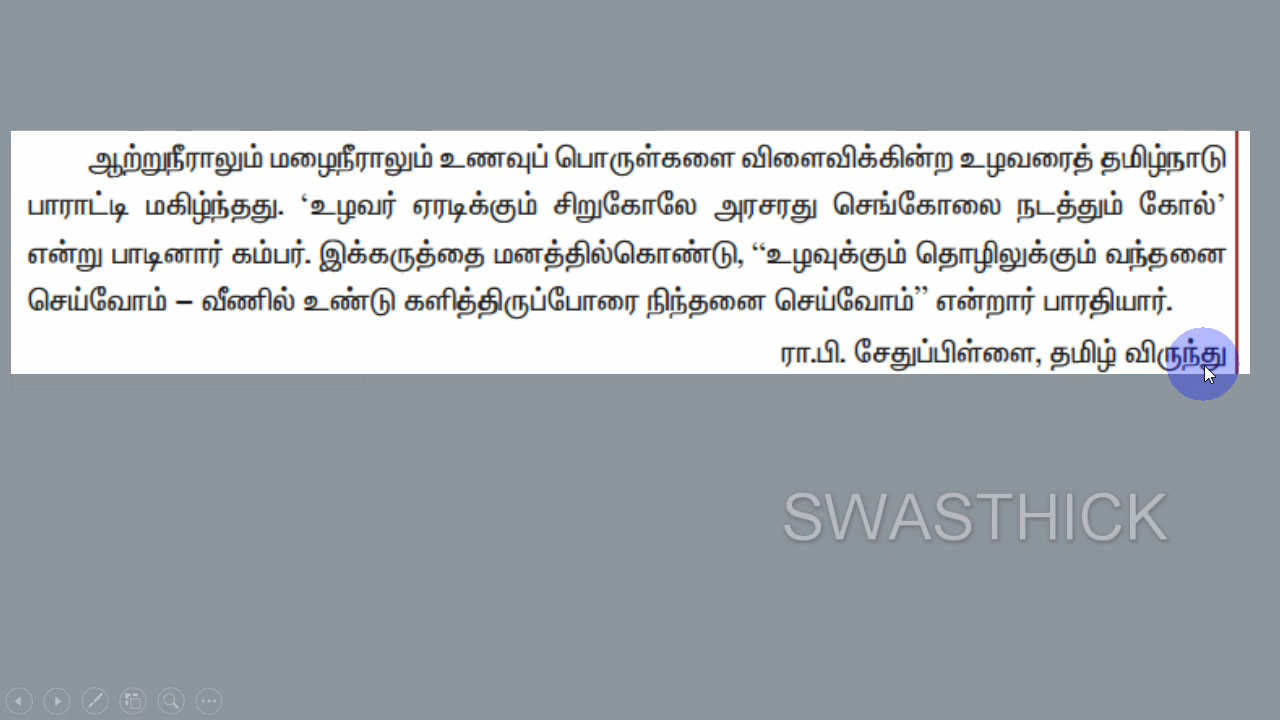 ஆற்றுநீராலும் மழைநீராலும் உணவுப் பொருள்களை விளைவிக்கின்ற உழவரைத் தமிழ்நாடு
பாராட்டி மகிழ்ந்தது. ‘உழவர் ஏரடிக்கும் சிறுகோலே அரசரது செங்கோலை நடத்தும் கோல்’
என்று பாடினார் கம்பர். இக்கருத்தை மனத்தில்கொண்டு, “உழவுக்கும் தொழிலுக்கும் வந்தனை
செய்வோம் – வீணில் உண்டு களித்திருப்போரை நிந்தனை செய்வோம்” என்றார் பாரதியார்.
ரா.பி. சேதுப்பிள்ளை, தமிழ் விருந்து
SWASTHICK